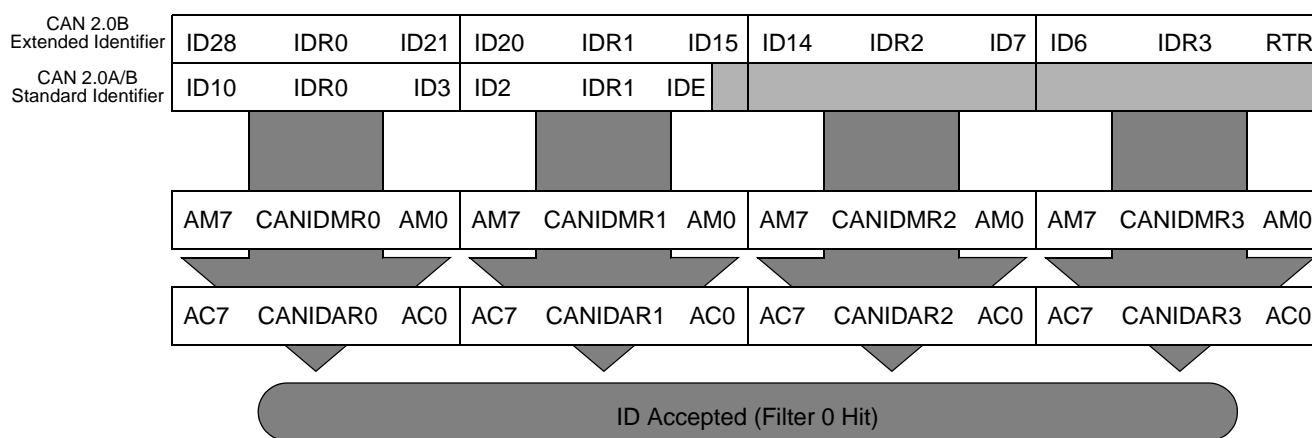 CAN 2.0B
Extended Identifier
ID28 IDR0 ID21 ID20 IDR1 ID15 ID14 IDR2 ID7 ID6 IDR3 RTR
CAN 2.0A/B
Standard Identifier
ID10 IDR0 ID3 ID2 IDR1 IDE
AM7 CANIDMR0 AM0 AM7 CANIDMR1 AM0 AM7 CANIDMR2 AM0 AM7 CANIDMR3 AM0
AC7 CANIDAR0 AC0 AC7 CANIDAR1 AC0 AC7 CANIDAR2 AC0 AC7 CANIDAR3 AC0
ID Accepted (Filter 0 Hit)